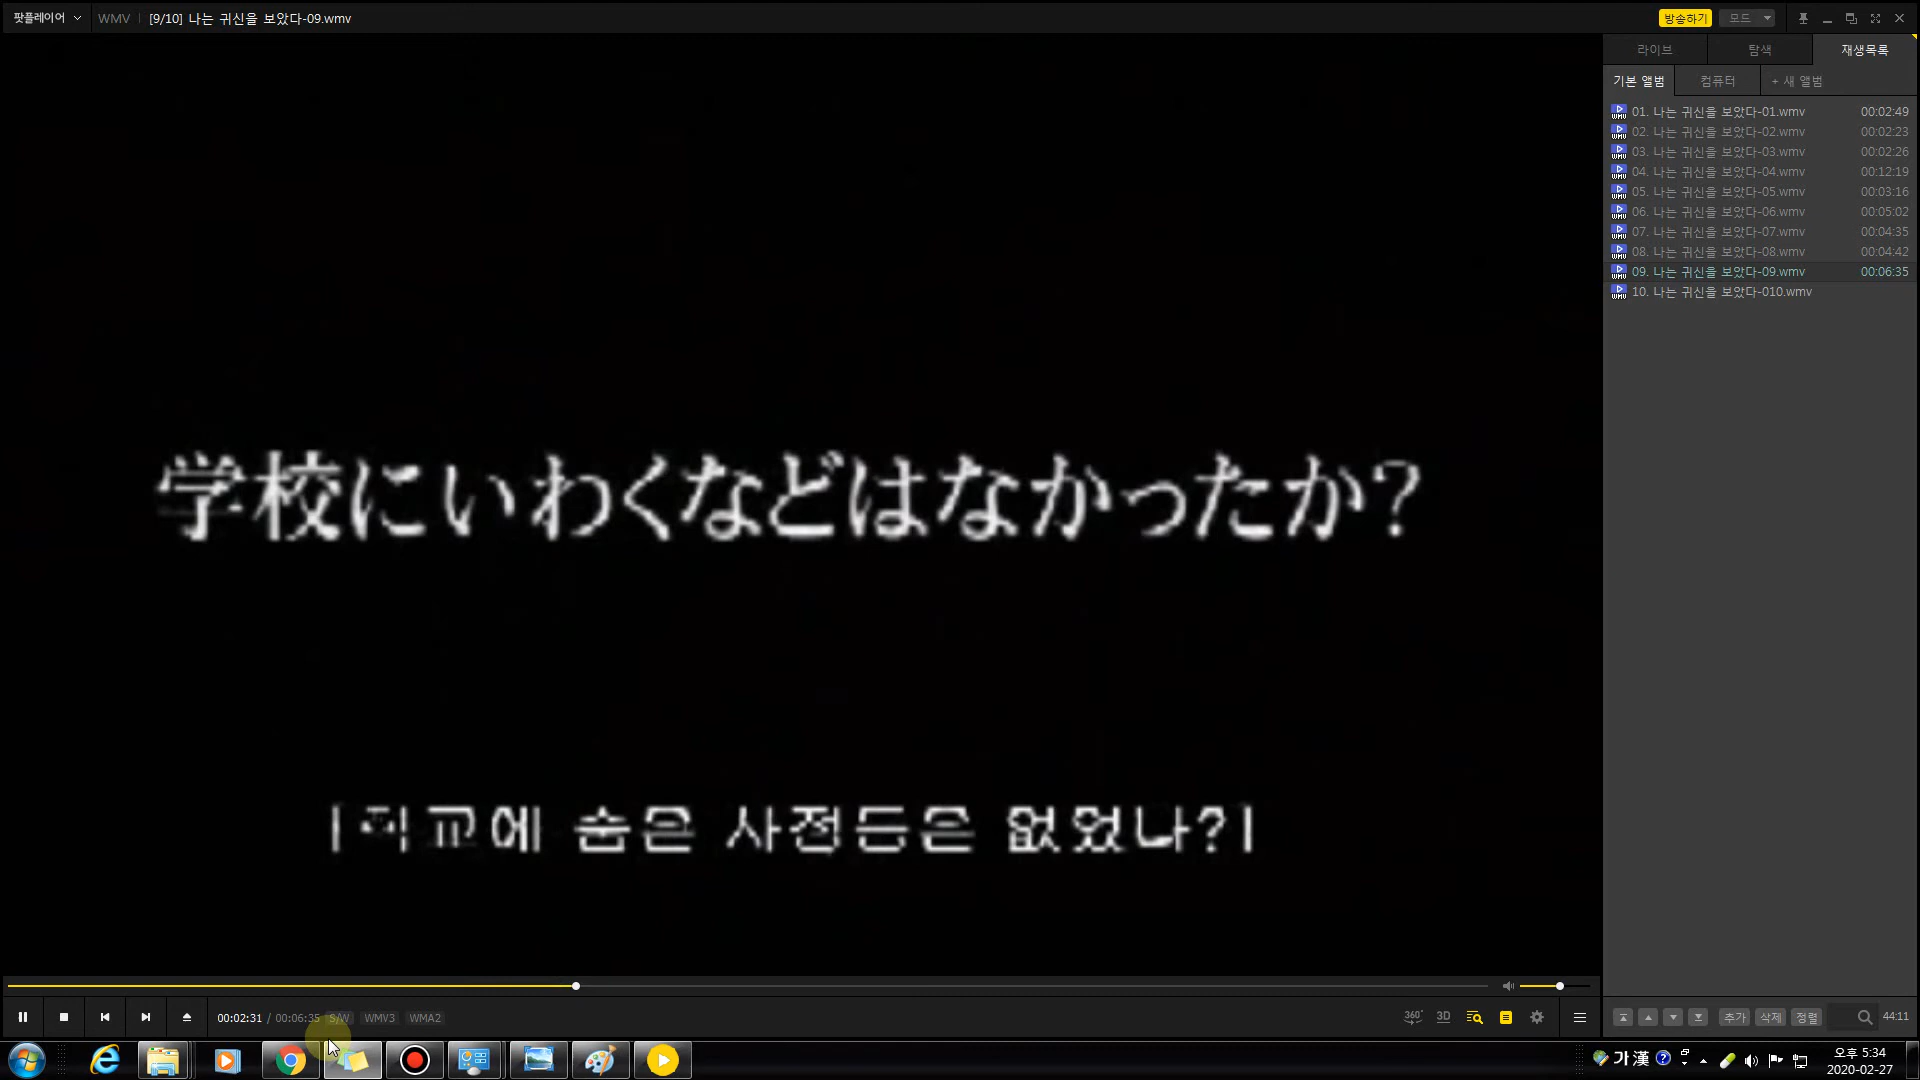 팟플레이어
WMV
[9/10] 나는 귀신을 보았다-09.wmv
방송하기
모드
라이브
탐색
재생목록
기본 앨범
컴퓨터
+ 새 앨범
01. 나는 귀신을 보았다-01.wmv 00:02:49
02. 나는 귀신을 보았다-02.wmv 00:02:23
03. 나는 귀신을 보았다-03.wmv 00:02:26
04. 나는 귀신을 보았다-04.wmv 00:12:19
05. 나는 귀신을 보았다-05.wmv 00:03:16
06. 나는 귀신을 보았다-06.wmv 00:05:02
07. 나는 귀신을 보았다-07.wmv 00:04:35
08. 나는 귀신을 보았다-08.wmv 00:04:42
09. 나는 귀신을 보았다-09.wmv 00:06:35
10. 나는 귀신을 보았다-010.wmv
学校にいわくなどはなかったか?
교에 숨은 사전등은 없었나?
00:02:31 / 00:06:35 S/W WMV3 WMA2
360°
3D
추가
삭제
정렬
44:11
가 漢
오후 5:34
2020-02-27